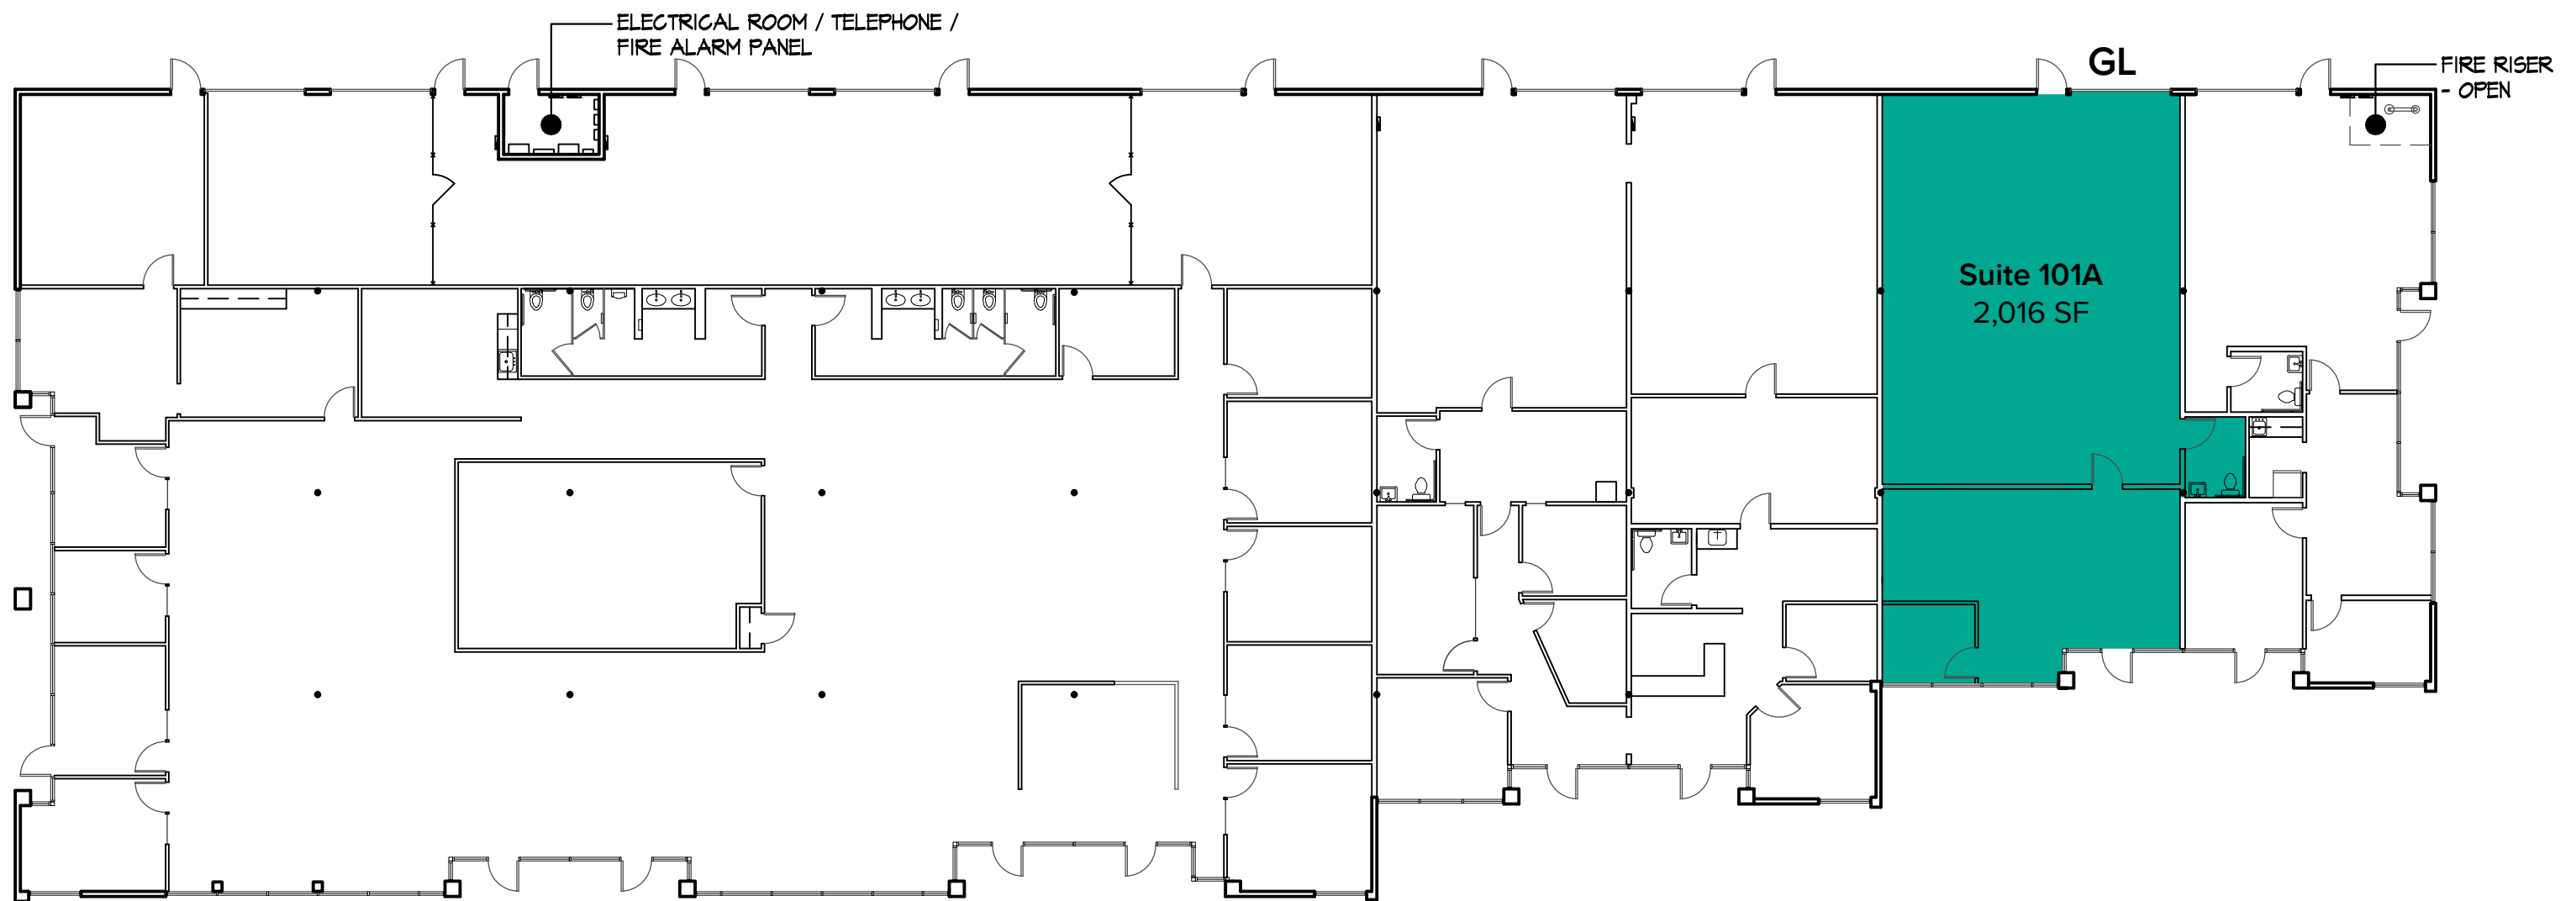 ELECTRICAL ROOM / TELEPHONE /
FIRE ALARM PANEL
GL
FIRE RISER
- OPEN
Suite 101A
2,016 SF